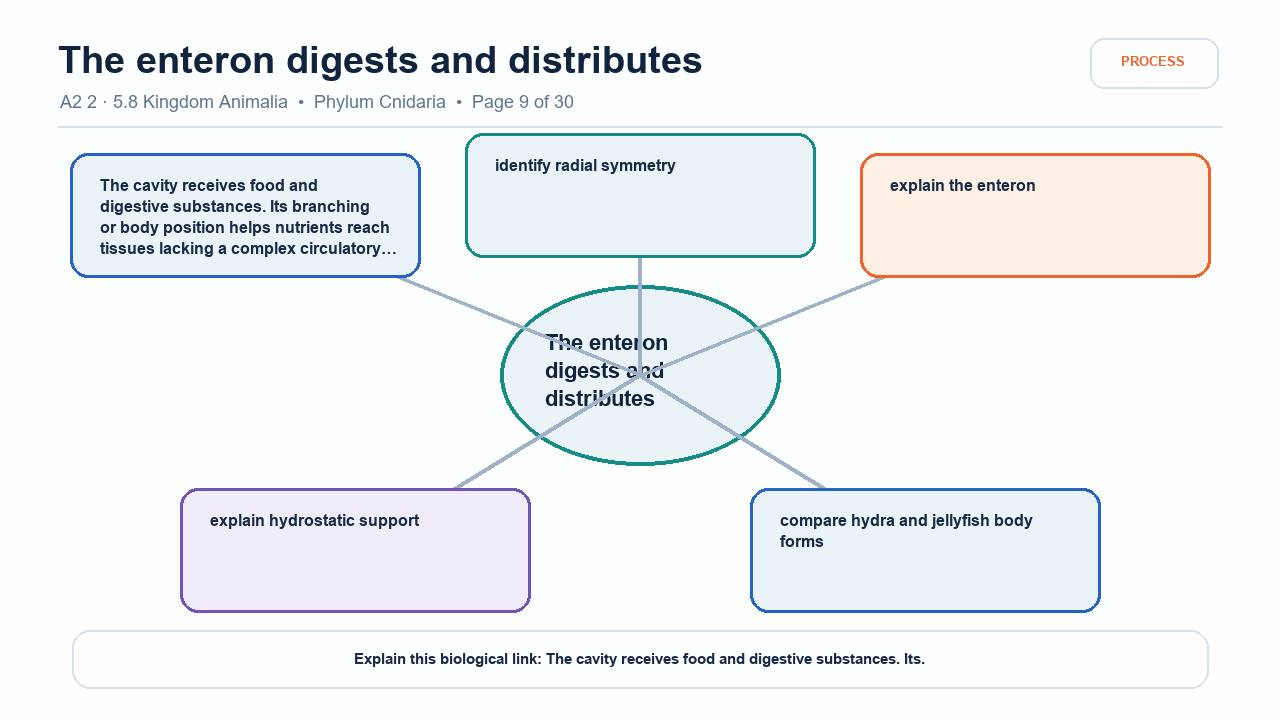 The enteron digests and distributes
PROCESS
A2 2 · 5.8 Kingdom Animalia • Phylum Cnidaria • Page 9 of 30
The cavity receives food and
digestive substances. Its branching
or body position helps nutrients reach
tissues lacking a complex circulatory…
identify radial symmetry
explain the enteron
The enteron
digests and
distributes
explain hydrostatic support
compare hydra and jellyfish body
forms
Explain this biological link: The cavity receives food and digestive substances. Its.